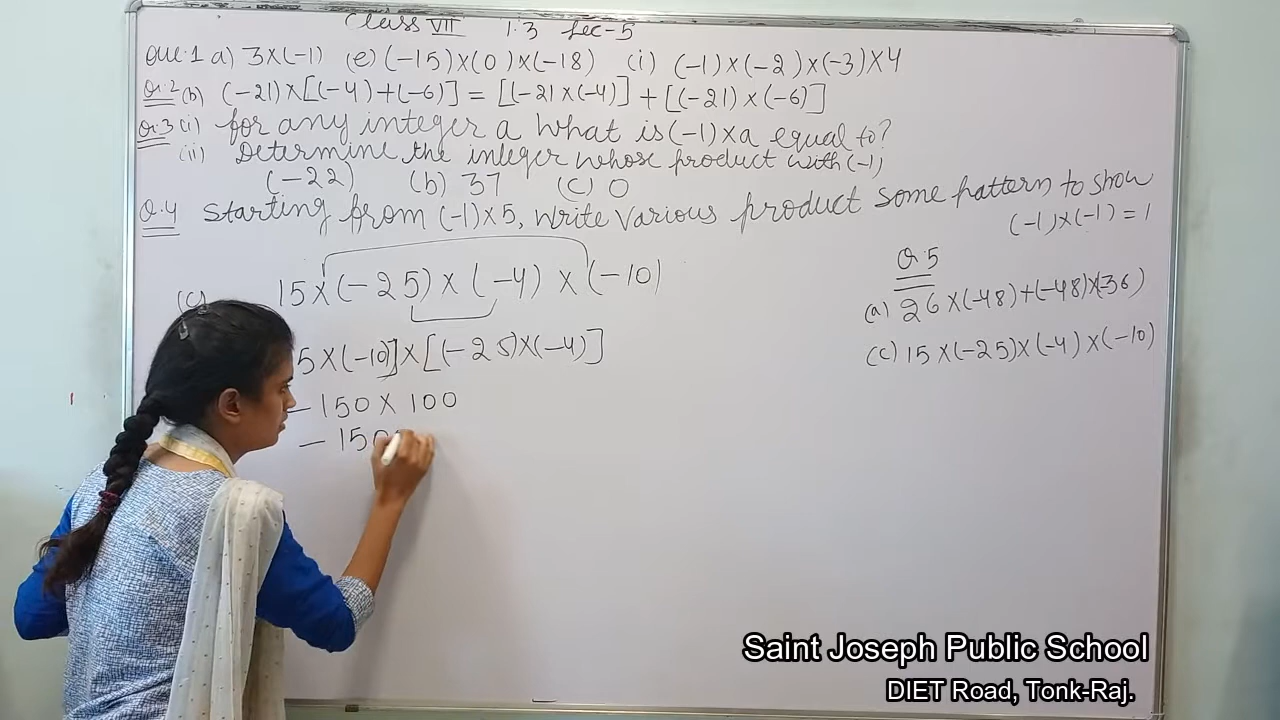 Class VII 1.3 Lec-5
Que.1 a) 3×(-1) (e) (-15)×(0)×(-18) (i) (-1)×(-2)×(-3)×4
Qr.2 (b) (-21)×[(-4)+(-6)] = [(-21×(-4)] + [(-21)×(-6)]
Qr.3 (i) for any integer a what is (-1)×a equal to?
(ii) Determine the integer whose product with (-1)
(-22) (b) 37 (c) 0
Q.4 Starting from (-1)×5, write various product some pattern to show
(-1)×(-1) = 1
(c) 15×(-25)×(-4)×(-10)
5×(-10)]×[(-25)×(-4)]
-150×100
-150
Q.5
(a) 26×(-48)+(-48)×(-36)
(c) 15×(-25)×(-4)×(-10)
Saint Joseph Public School
DIET Road, Tonk-Raj.